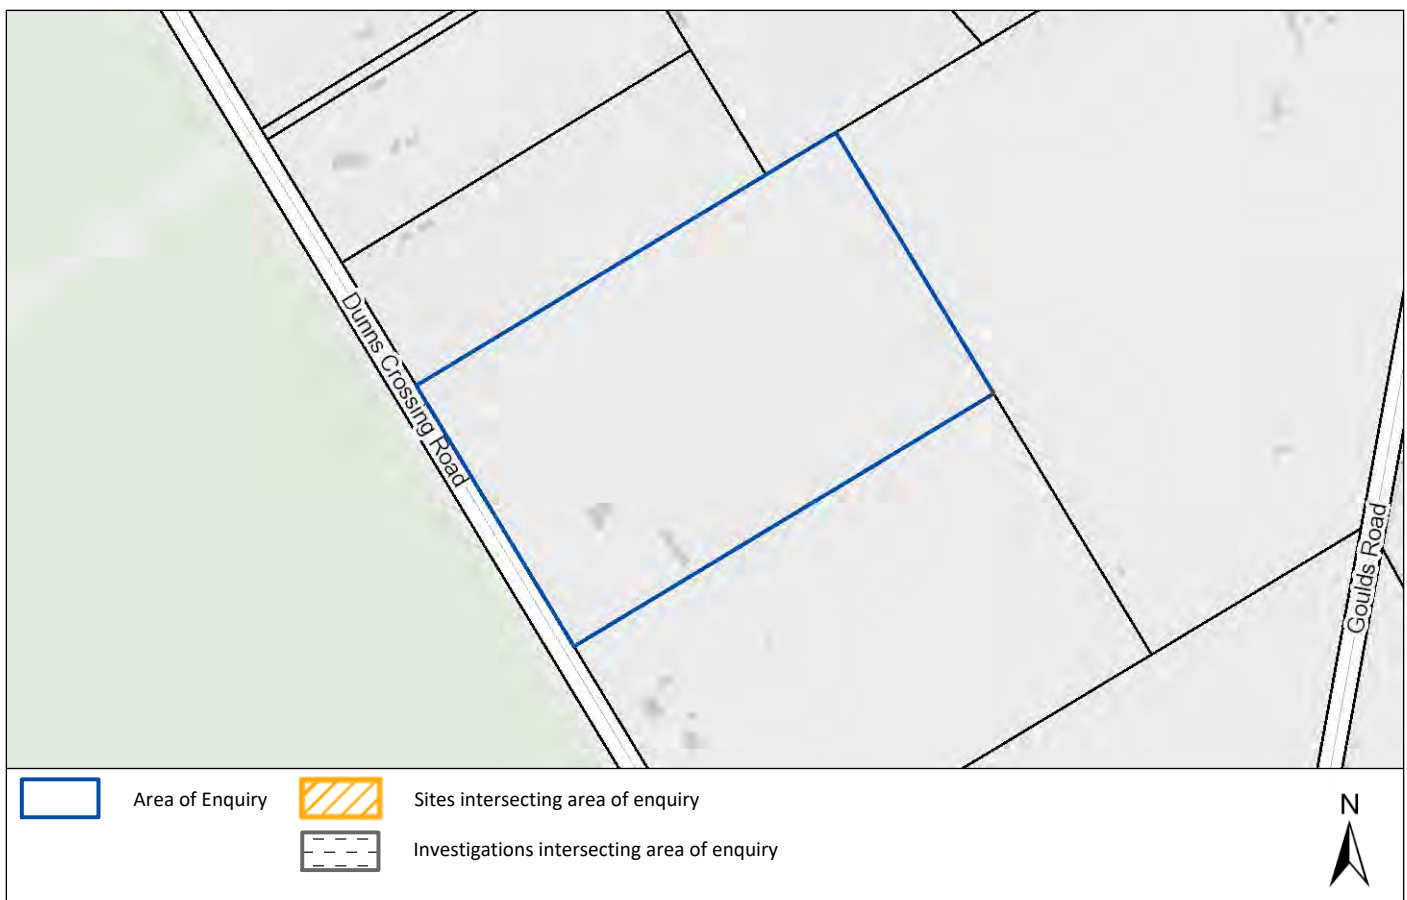 Dunns Crossing Road
Goulds Road
Area of Enquiry
Sites intersecting area of enquiry
N
Investigations intersecting area of enquiry